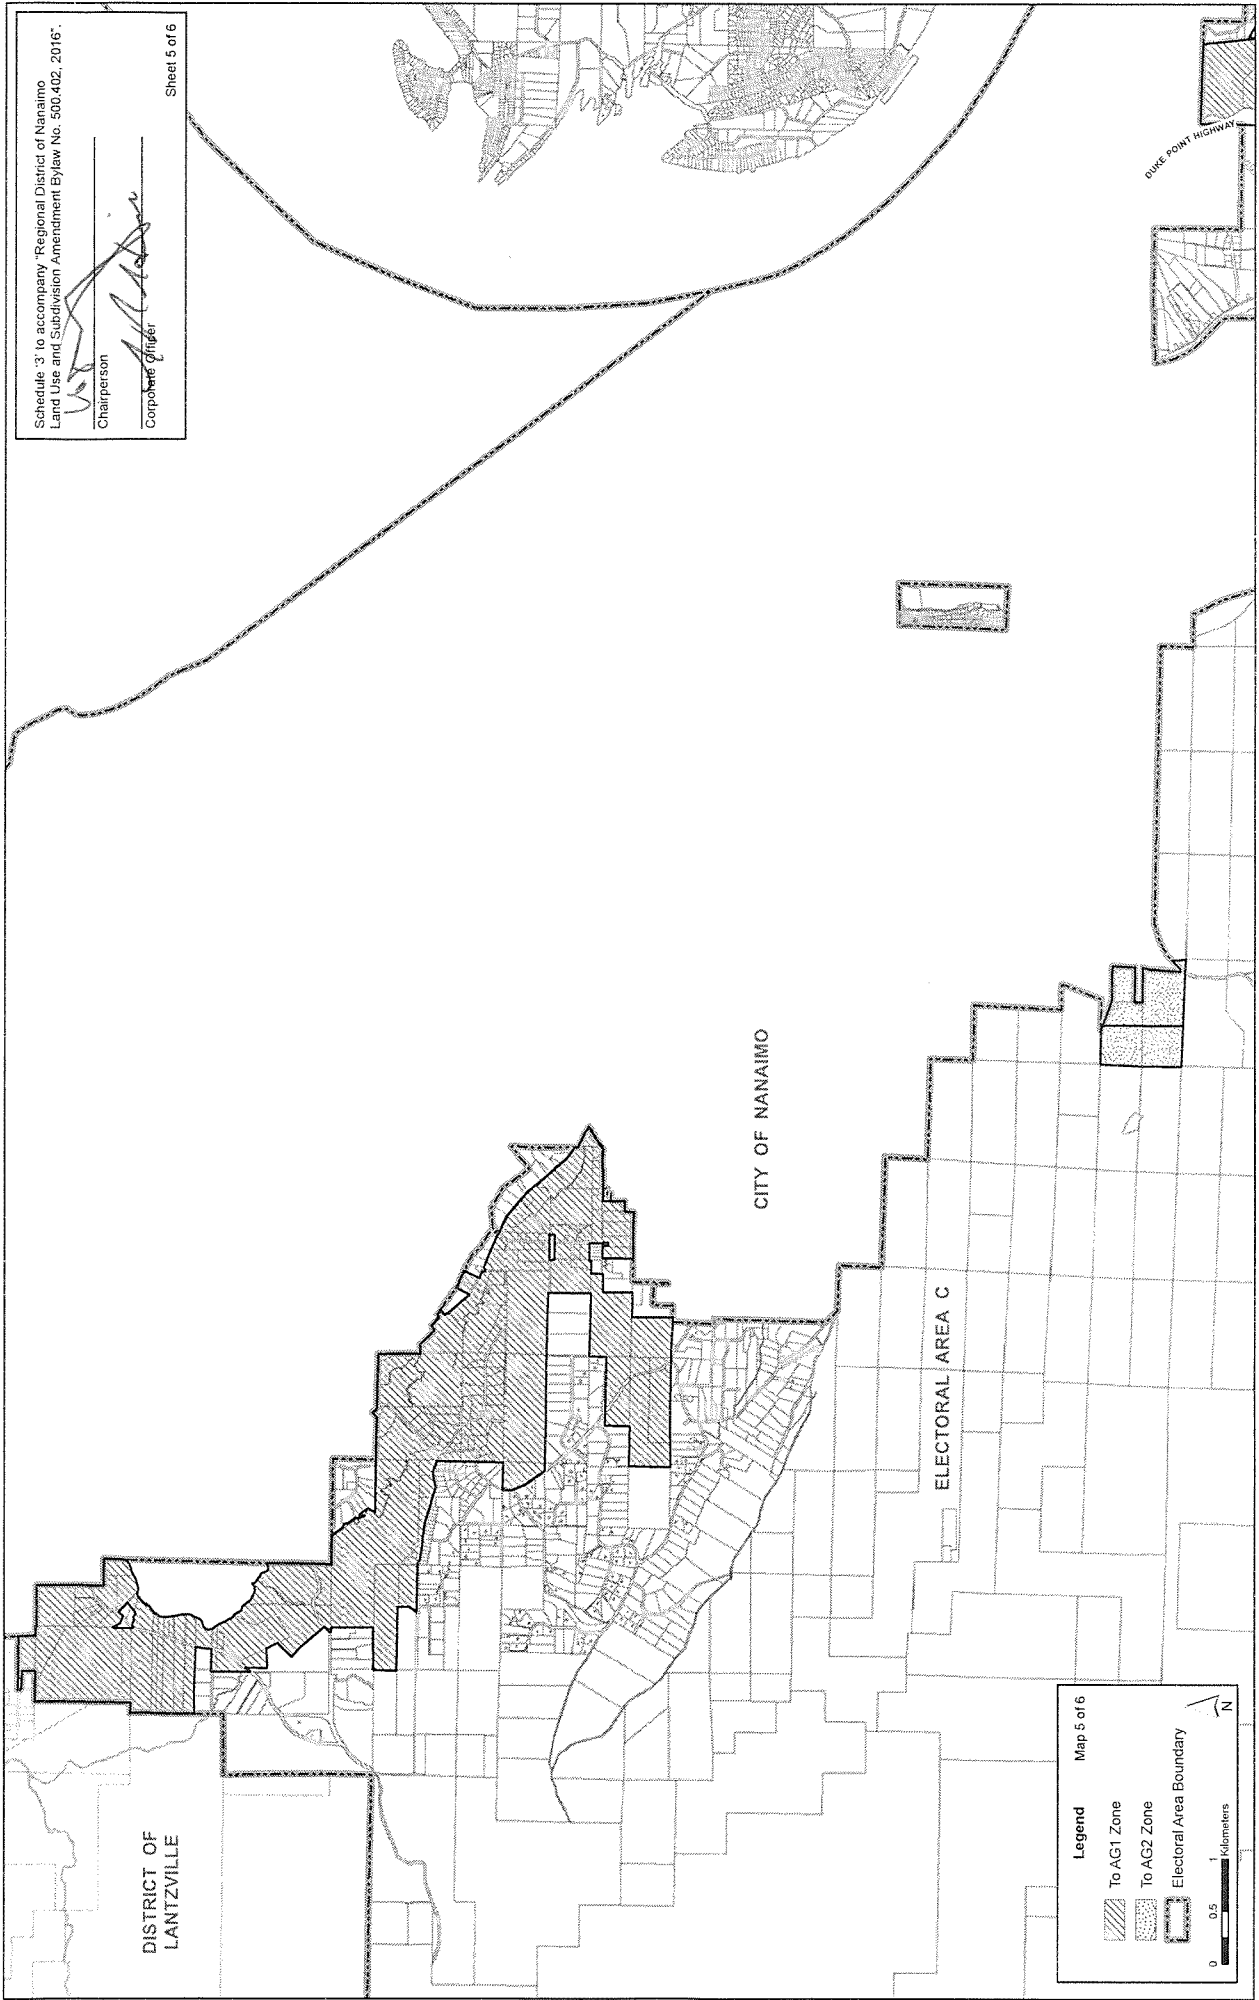 Schedule '3' to accompany "Regional District of Nanaimo
Land Use and Subdivision Amendment Bylaw No. 500.402, 2016"
Chairperson
Corporate Officer
Sheet 5 of 6
DUKE POINT HIGHWAY
CITY OF NANAIMO
ELECTORAL AREA C
DISTRICT OF
LANTZVILLE
Legend
Map 5 of 6
To AG1 Zone
To AG2 Zone
Electoral Area Boundary
0 0.5 1
Kilometers
N